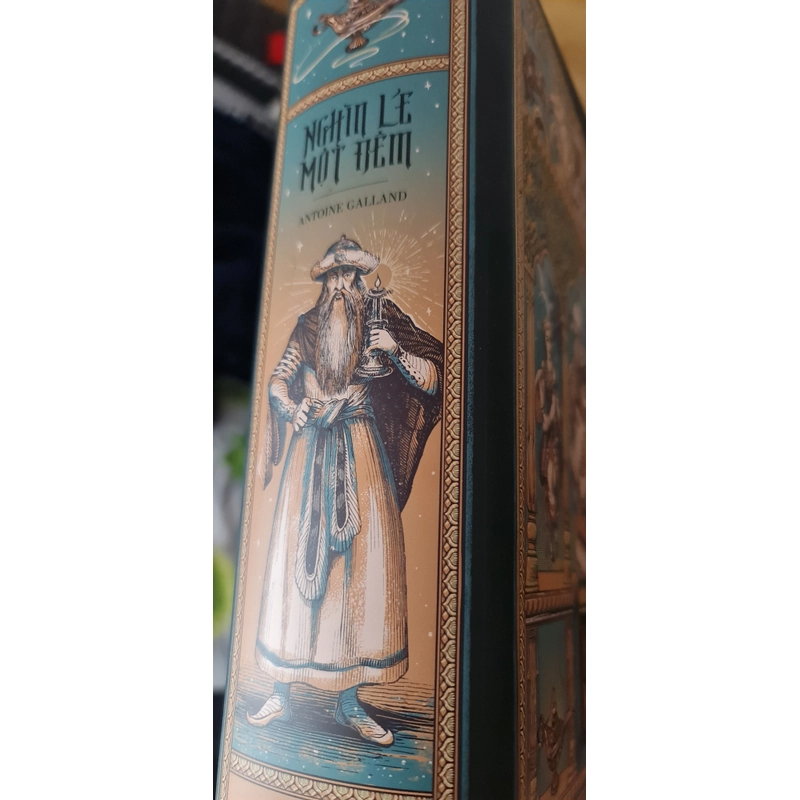 NGHÌN LẺ
MỘT ĐÊM
ANTOINE GALLAND